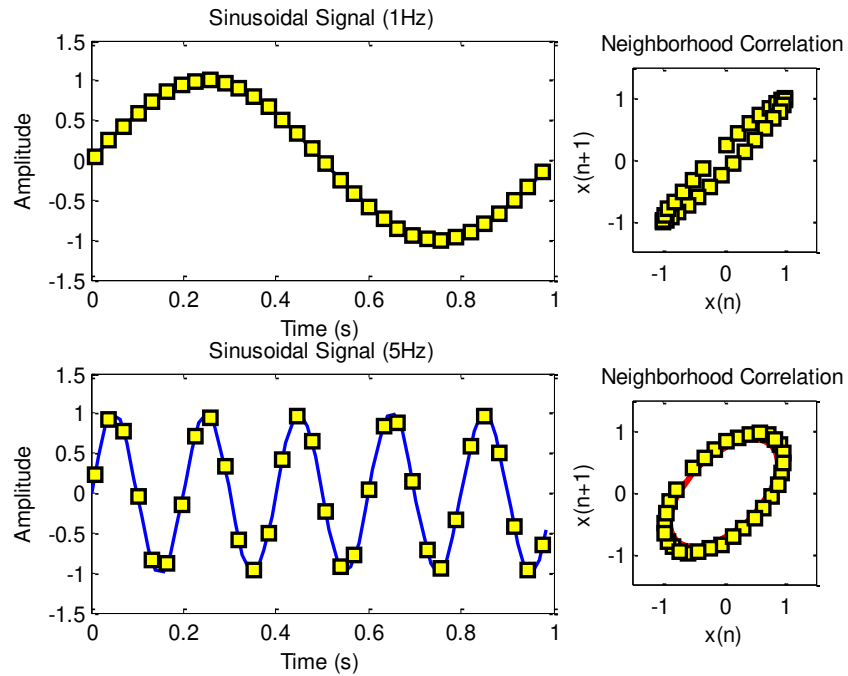 Sinusoidal Signal (1Hz)
Amplitude
1.5
1
0.5
0
-0.5
-1
-1.5
0 0.2 0.4 0.6 0.8 1
Time (s)
Neighborhood Correlation
x(n+1)
1
0
-1
-1 0 1
x(n)
Sinusoidal Signal (5Hz)
Amplitude
1.5
1
0.5
0
-0.5
-1
-1.5
0 0.2 0.4 0.6 0.8 1
Time (s)
Neighborhood Correlation
x(n+1)
1
0
-1
-1 0 1
x(n)